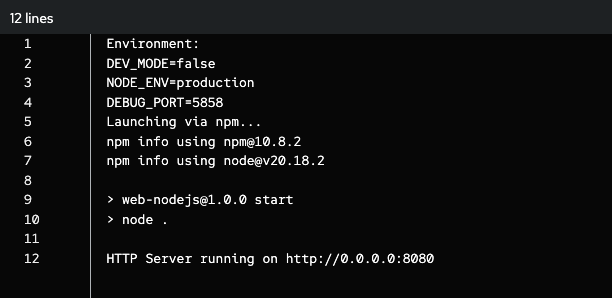 12 lines
1 Environment:
2 DEV_MODE=false
3 NODE_ENV=production
4 DEBUG_PORT=5858
5 Launching via npm...
6 npm info using npm@10.8.2
7 npm info using node@v20.18.2
8
9 > web-nodejs@1.0.0 start
10 > node .
11
12 HTTP Server running on http://0.0.0.0:8080